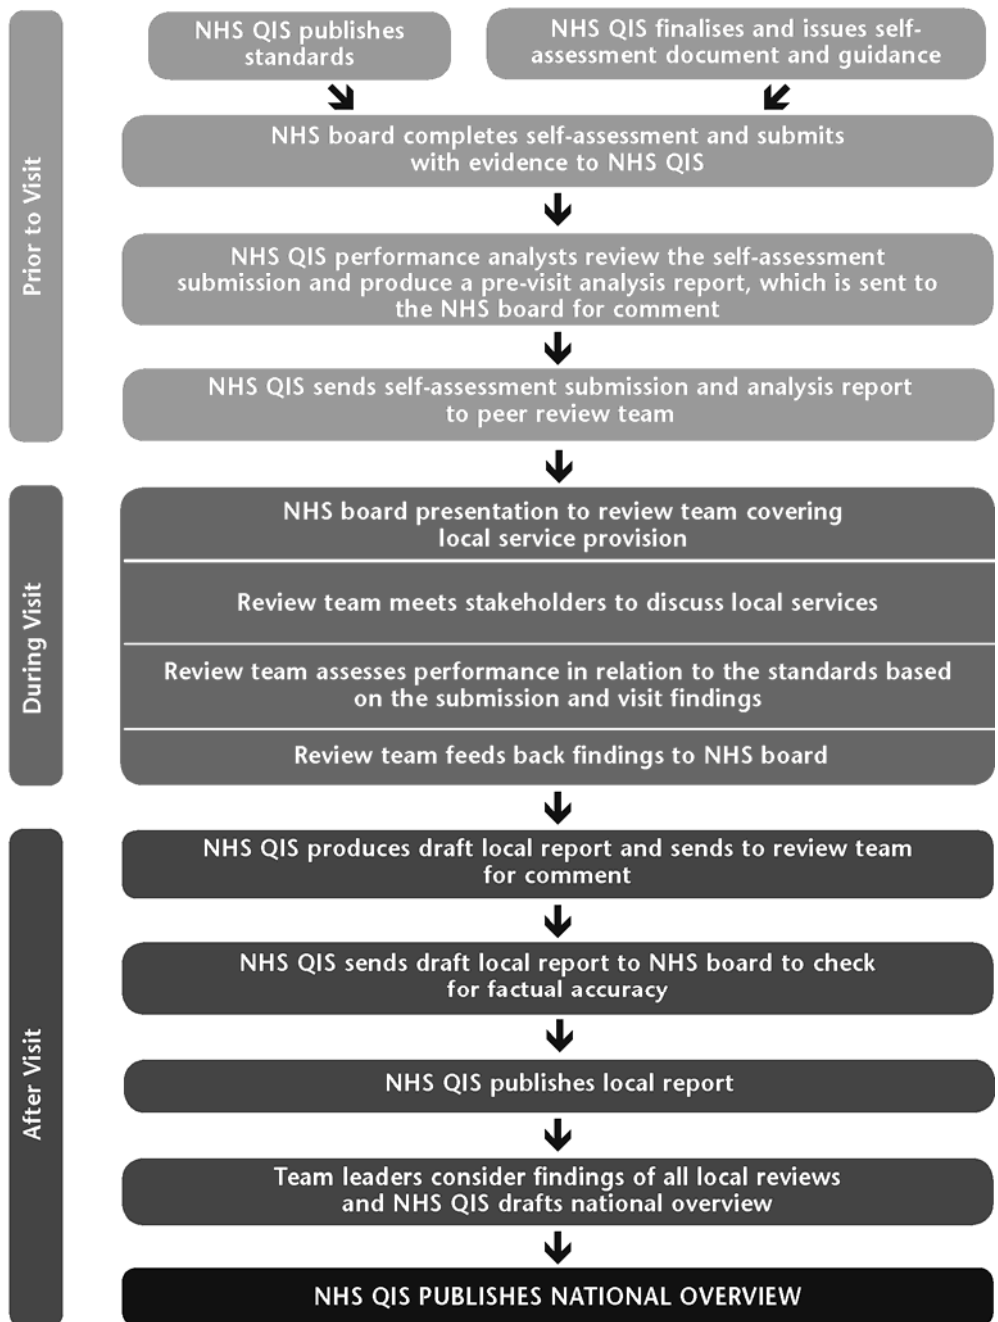 Prior to Visit
NHS QIS publishes
standards
NHS QIS finalises and issues self-
assessment document and guidance
NHS board completes self-assessment and submits
with evidence to NHS QIS
NHS QIS performance analysts review the self-assessment
submission and produce a pre-visit analysis report, which is sent to
the NHS board for comment
NHS QIS sends self-assessment submission and analysis report
to peer review team
During Visit
NHS board presentation to review team covering
local service provision
Review team meets stakeholders to discuss local services
Review team assesses performance in relation to the standards based
on the submission and visit findings
Review team feeds back findings to NHS board
After Visit
NHS QIS produces draft local report and sends to review team
for comment
NHS QIS sends draft local report to NHS board to check
for factual accuracy
NHS QIS publishes local report
Team leaders consider findings of all local reviews
and NHS QIS drafts national overview
NHS QIS PUBLISHES NATIONAL OVERVIEW